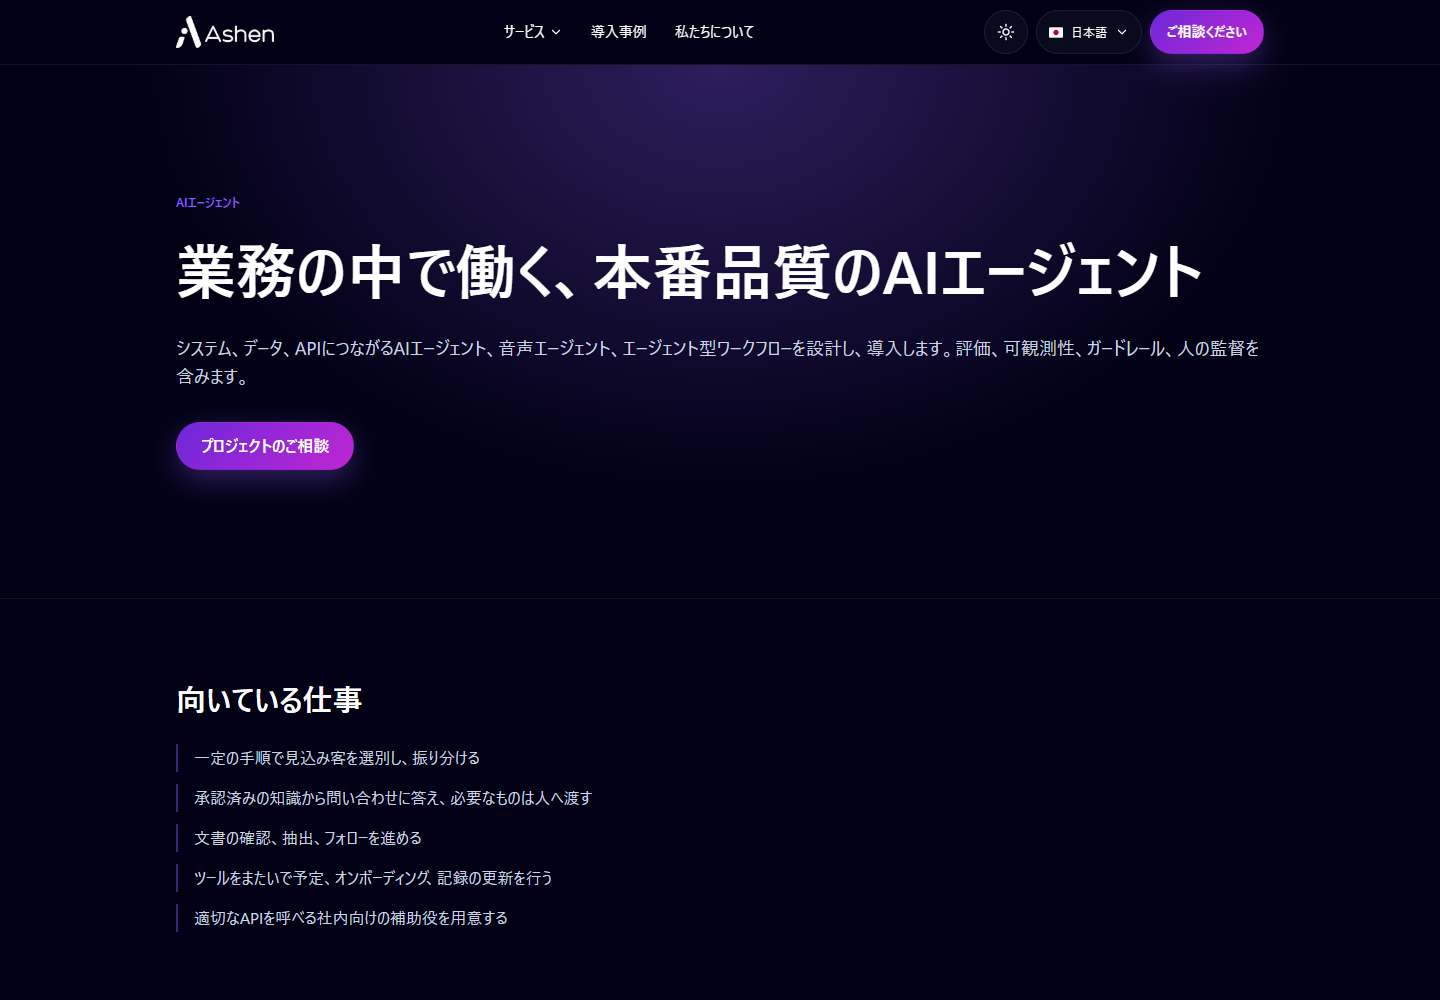 Ashen
サービス
導入事例
私たちについて
日本語
ご相談ください
AIエージェント
業務の中で働く、本番品質のAIエージェント
システム、データ、APIにつながるAIエージェント、音声エージェント、エージェント型ワークフローを設計し、導入します。評価、可観測性、ガードレール、人の監督を
含みます。
プロジェクトのご相談
向いている仕事
一定の手順で見込み客を選別し、振り分ける
承認済みの知識から問い合わせに答え、必要なものは人へ渡す
文書の確認、抽出、フォローを進める
ツールをまたいで予定、オンボーディング、記録の更新を行う
適切なAPIを呼べる社内向けの補助役を用意する